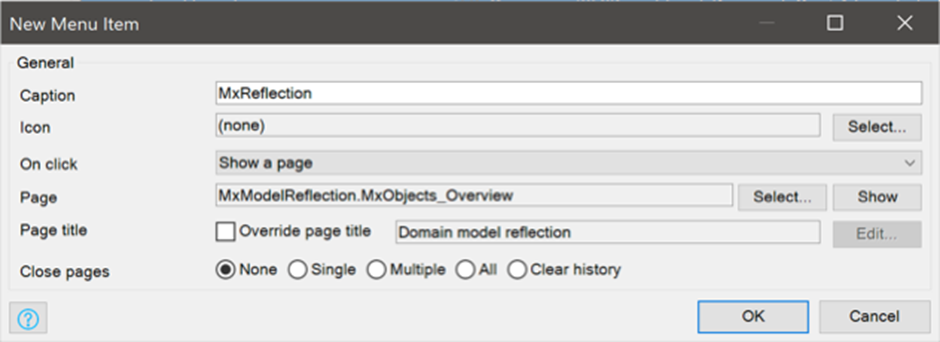 New Menu Item
General
Caption MxReflection
Icon (none) Select...
On click Show a page
Page MxModelReflection.MxObjects_Overview Select... Show
Page title Override page title Domain model reflection Edit...
Close pages None Single Multiple All Clear history
? OK Cancel